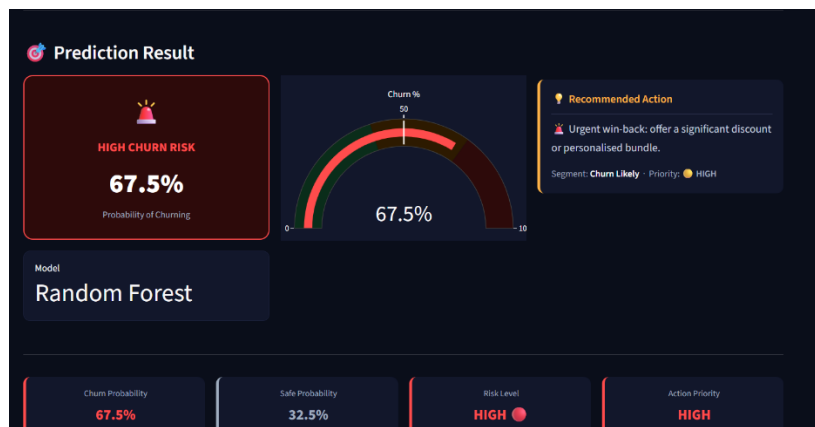 Prediction Result
HIGH CHURN RISK
67.5%
Probability of Churning
Churn %
50
0
10
67.5%
Recommended Action
Urgent win-back: offer a significant discount
or personalised bundle.
Segment: Churn Likely · Priority: HIGH
Model
Random Forest
Churn Probability
67.5%
Safe Probability
32.5%
Risk Level
HIGH
Action Priority
HIGH